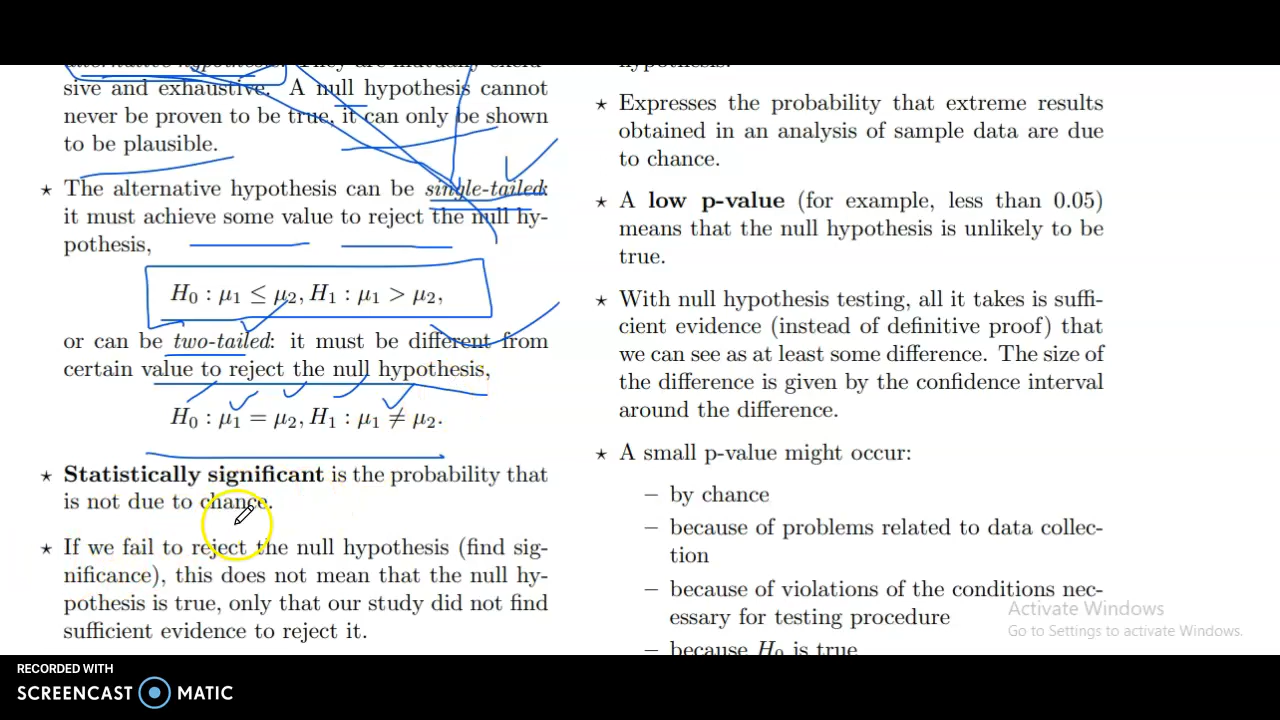 alternative hypothesis. They are mutually exclu-
sive and exhaustive. A null hypothesis cannot
never be proven to be true, it can only be shown
to be plausible.
★ The alternative hypothesis can be single-tailed:
it must achieve some value to reject the null hy-
pothesis,
H₀ : μ₁ ≤ μ₂, H₁ : μ₁ > μ₂,
or can be two-tailed: it must be different from
certain value to reject the null hypothesis,
H₀ : μ₁ = μ₂, H₁ : μ₁ ≠ μ₂.
★ Statistically significant is the probability that
is not due to chance.
★ If we fail to reject the null hypothesis (find sig-
nificance), this does not mean that the null hy-
pothesis is true, only that our study did not find
sufficient evidence to reject it.
hypothesis.
★ Expresses the probability that extreme results
obtained in an analysis of sample data are due
to chance.
★ A low p-value (for example, less than 0.05)
means that the null hypothesis is unlikely to be
true.
★ With null hypothesis testing, all it takes is suffi-
cient evidence (instead of definitive proof) that
we can see as at least some difference. The size of
the difference is given by the confidence interval
around the difference.
★ A small p-value might occur:
– by chance
– because of problems related to data collec-
tion
– because of violations of the conditions nec-
essary for testing procedure
– because H₀ is true
Activate Windows
Go to Settings to activate Windows.
RECORDED WITH
SCREENCAST MATIC